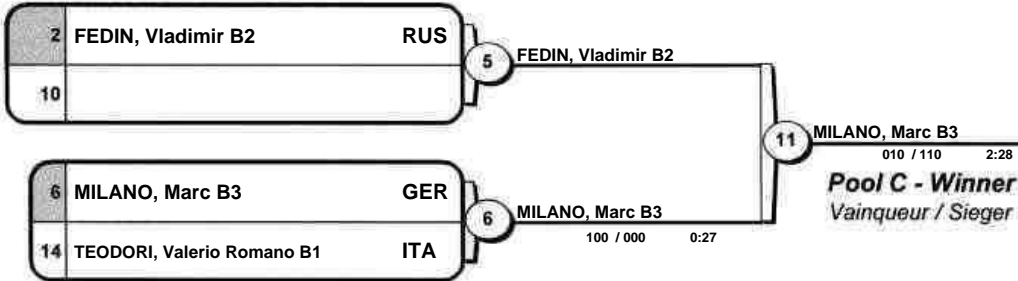 2 FEDIN, Vladimir B2 RUS
10
5 FEDIN, Vladimir B2
6 MILANO, Marc B3 GER
14 TEODORI, Valerio Romano B1 ITA
6 MILANO, Marc B3
100 / 000 0:27
11 MILANO, Marc B3
010 / 110 2:28
Pool C - Winner
Vainqueur / Sieger